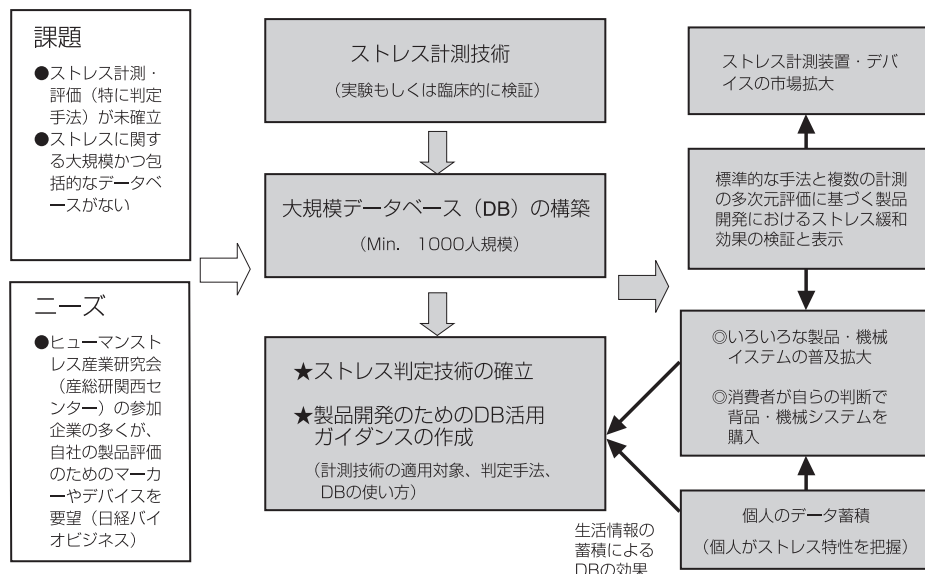 課題
●ストレス計測・
評価（特に判定
手法）が未確立
●ストレスに関す
る大規模かつ包
括的なデータベ
ースがない
ニーズ
●ヒューマンスト
レス産業研究会
（産総研関西セ
ンター）の参加
企業の多くが、
自社の製品評価
のためのマーカ
ーやデバイスを
要望（日経バイ
オビジネス）
ストレス計測技術
（実験もしくは臨床的に検証）
大規模データベース（DB）の構築
（Min. 1000人規模）
★ストレス判定技術の確立
★製品開発のためのDB活用
ガイダンスの作成
（計測技術の適用対象、判定手法、
DBの使い方）
ストレス計測装置・デバ
イスの市場拡大
標準的な手法と複数の計測
の多次元評価に基づく製品
開発におけるストレス緩和
効果の検証と表示
◎いろいろな製品・機械
イステムの普及拡大
◎消費者が自らの判断で
背品・機械システムを
購入
個人のデータ蓄積
（個人がストレス特性を把握）
生活情報の
蓄積による
DBの効果